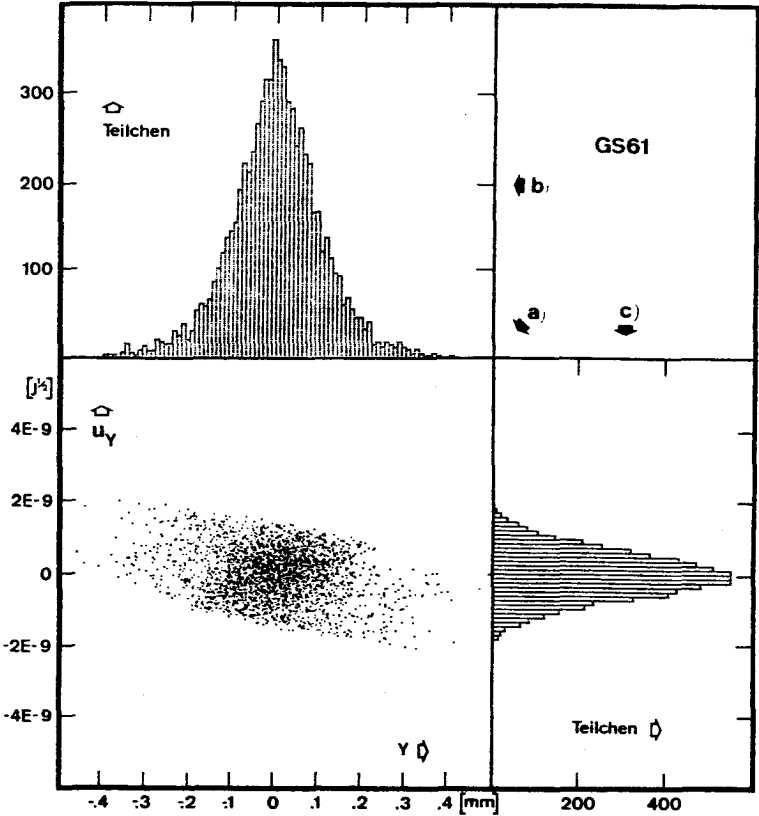 300
Teilchen
200
100
GS61
b)
a)
c)
[J½]
uY
4E-9
2E-9
0
-2E-9
-4E-9
Y
Teilchen
-.4 -.3 -.2 -.1 0 .1 .2 .3 .4 [mm]
200 400